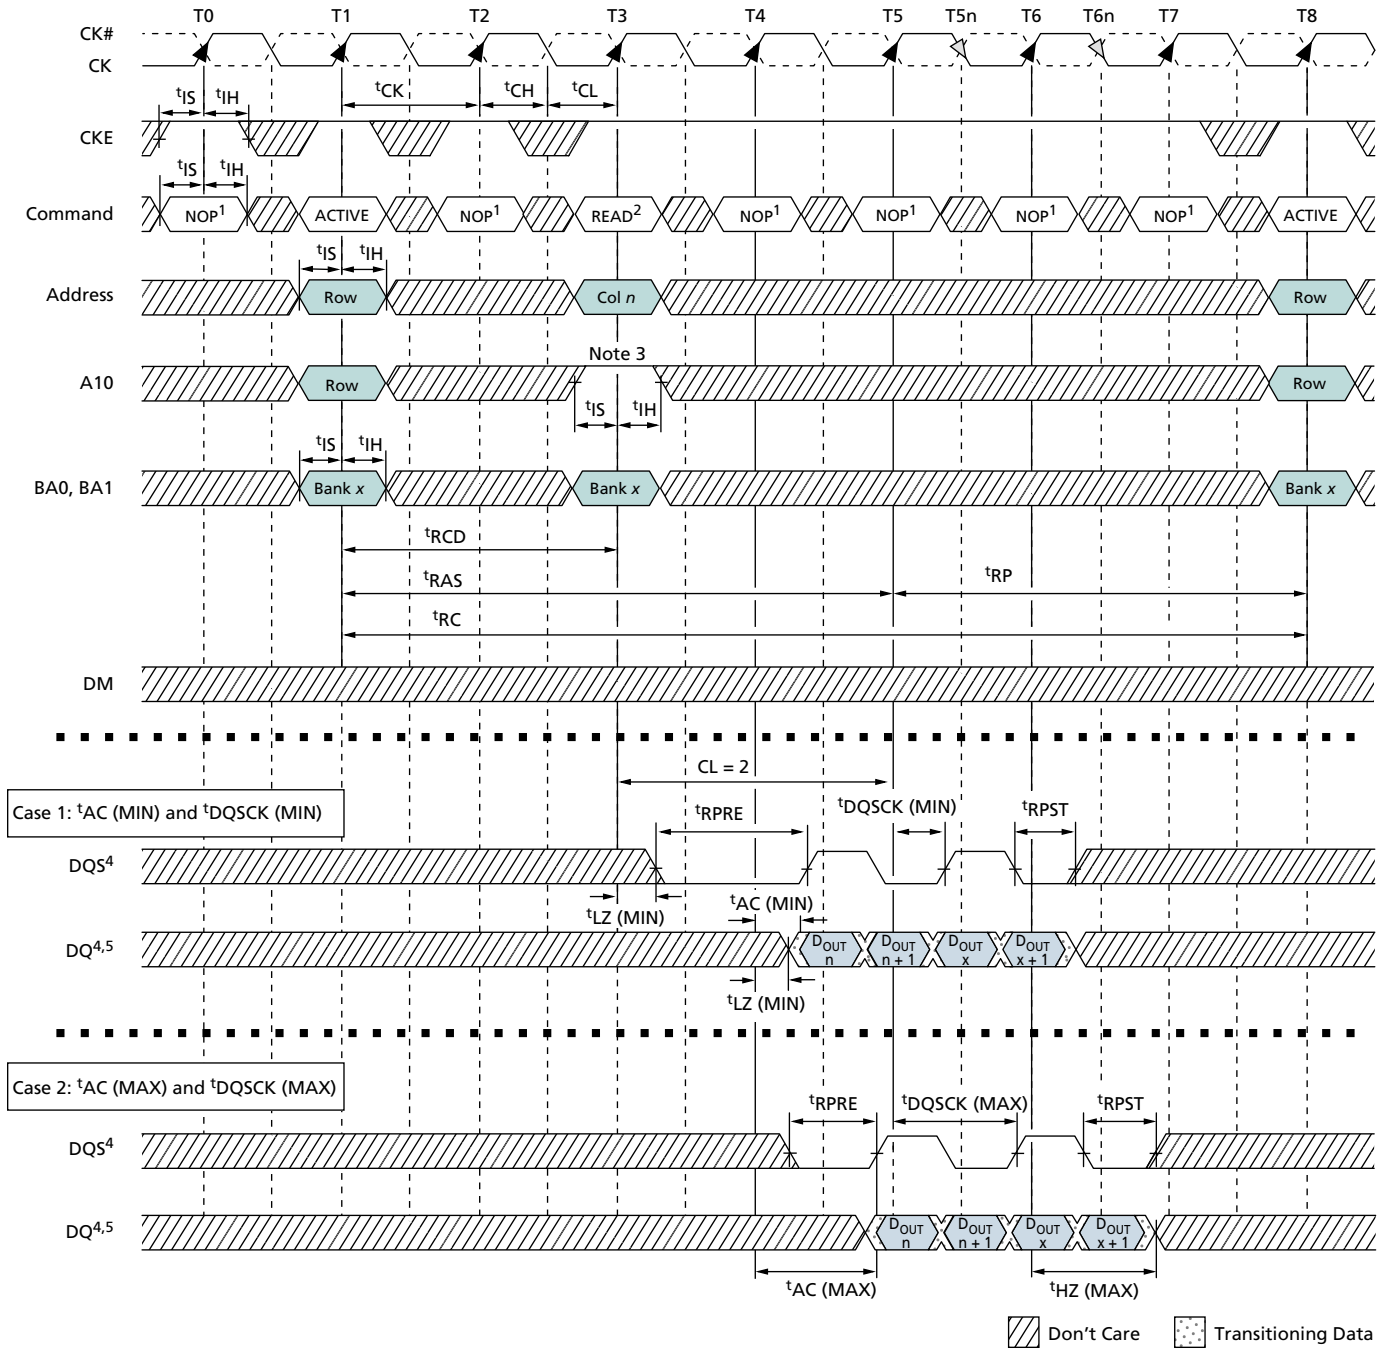 T0 T1 T2 T3 T4 T5 T5n T6 T6n T7 T8
CK#
CK
tIS tIH tCK tCH tCL
CKE
tIS tIH
Command NOP1 ACTIVE NOP1 READ2 NOP1 NOP1 NOP1 NOP1 ACTIVE
tIS tIH
Address Row Col n Row
Note 3
A10 Row Row
tIS tIH
tIS tIH
BA0, BA1 Bank x Bank x Bank x
tRCD
tRAS tRP
tRC
DM
CL = 2
Case 1: tAC (MIN) and tDQSCK (MIN)
tRPRE tDQSCK (MIN) tRPST
DQS4
tLZ (MIN) tAC (MIN)
DQ4,5 DOUT n DOUT n + 1 DOUT x DOUT x + 1
tLZ (MIN)
Case 2: tAC (MAX) and tDQSCK (MAX)
tRPRE tDQSCK (MAX) tRPST
DQS4
DQ4,5 DOUT n DOUT n + 1 DOUT x DOUT x + 1
tAC (MAX) tHZ (MAX)
Don't Care Transitioning Data